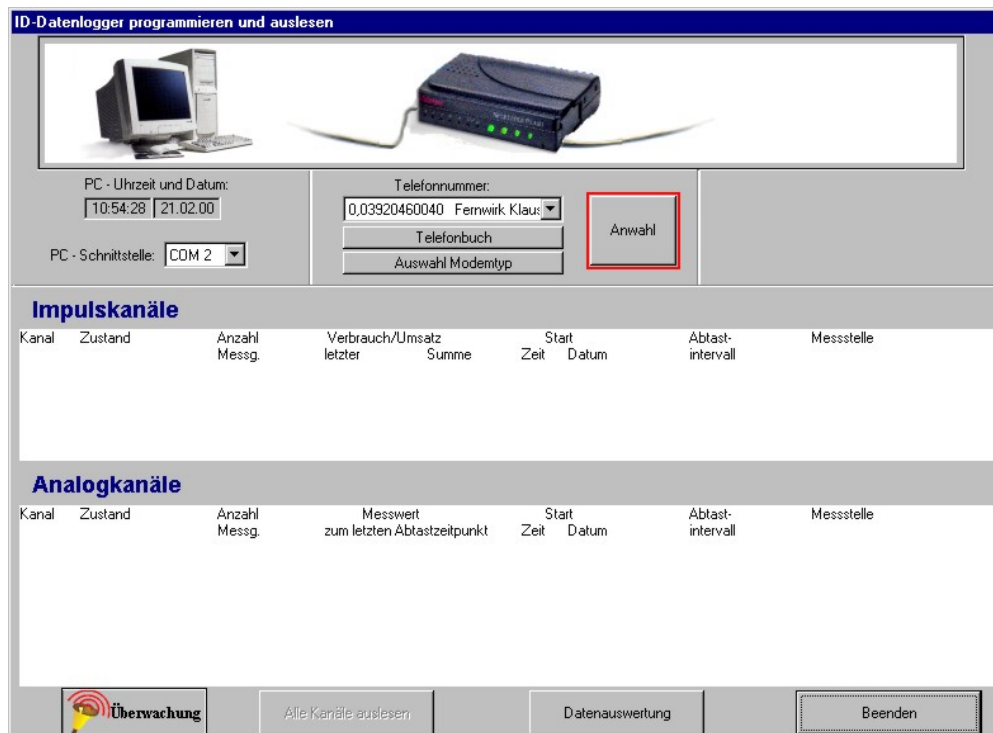 ID-Datenlogger programmieren und auslesen
PC - Uhrzeit und Datum:
10:54:28 21.02.00
PC - Schnittstelle: COM 2
Telefonnummer:
0,03920460040 Fernwirk Klaus
Telefonbuch
Auswahl Modemtyp
Anwahl
Impulskanäle
Kanal Zustand Anzahl Verbrauch/Umsatz Start Abtast- Messstelle
Messg. letzter Summe Zeit Datum intervall
Analogkanäle
Kanal Zustand Anzahl Messwert Start Abtast- Messstelle
Messg. zum letzten Abtastzeitpunkt Zeit Datum intervall
Überwachung Alle Kanäle auslesen Datenauswertung Beenden